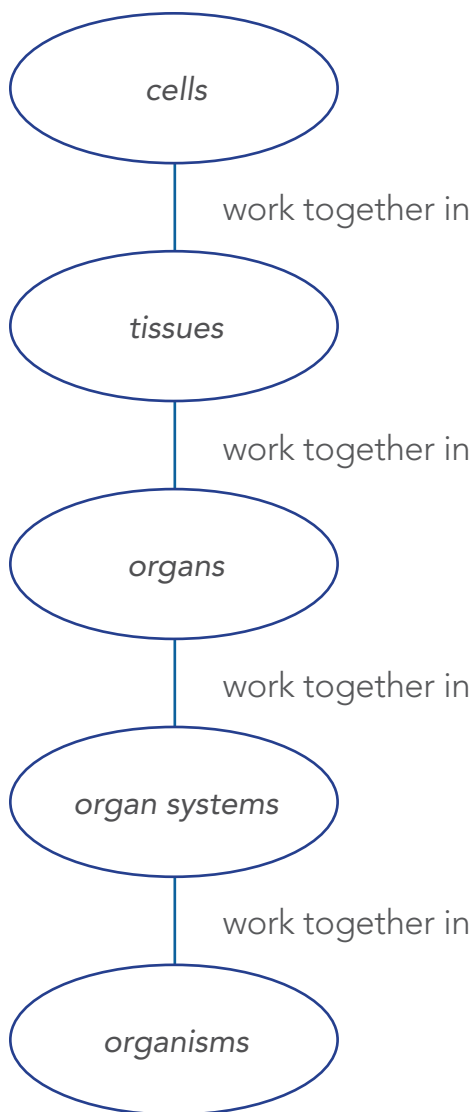 cells
work together in
tissues
work together in
organs
work together in
organ systems
work together in
organisms